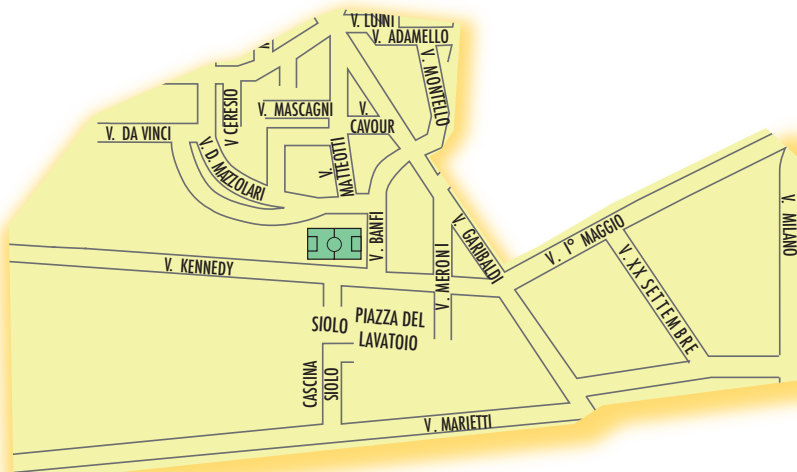 V. LUINI
V. ADAMELLO
V. MONTELLO
V CERESIO
V. MASCAGNI
V. CAVOUR
V. DA VINCI
V. D. MAZZOLARI
V. MATTEOTTI
V. BANFI
V. GARIBALDI
V. MERONI
V. 1° MAGGIO
V. MILANO
V. XX SETTEMBRE
V. KENNEDY
SIOLO
PIAZZA DEL
LAVATOIO
CASCINA
SIOLO
V. MARIETTI